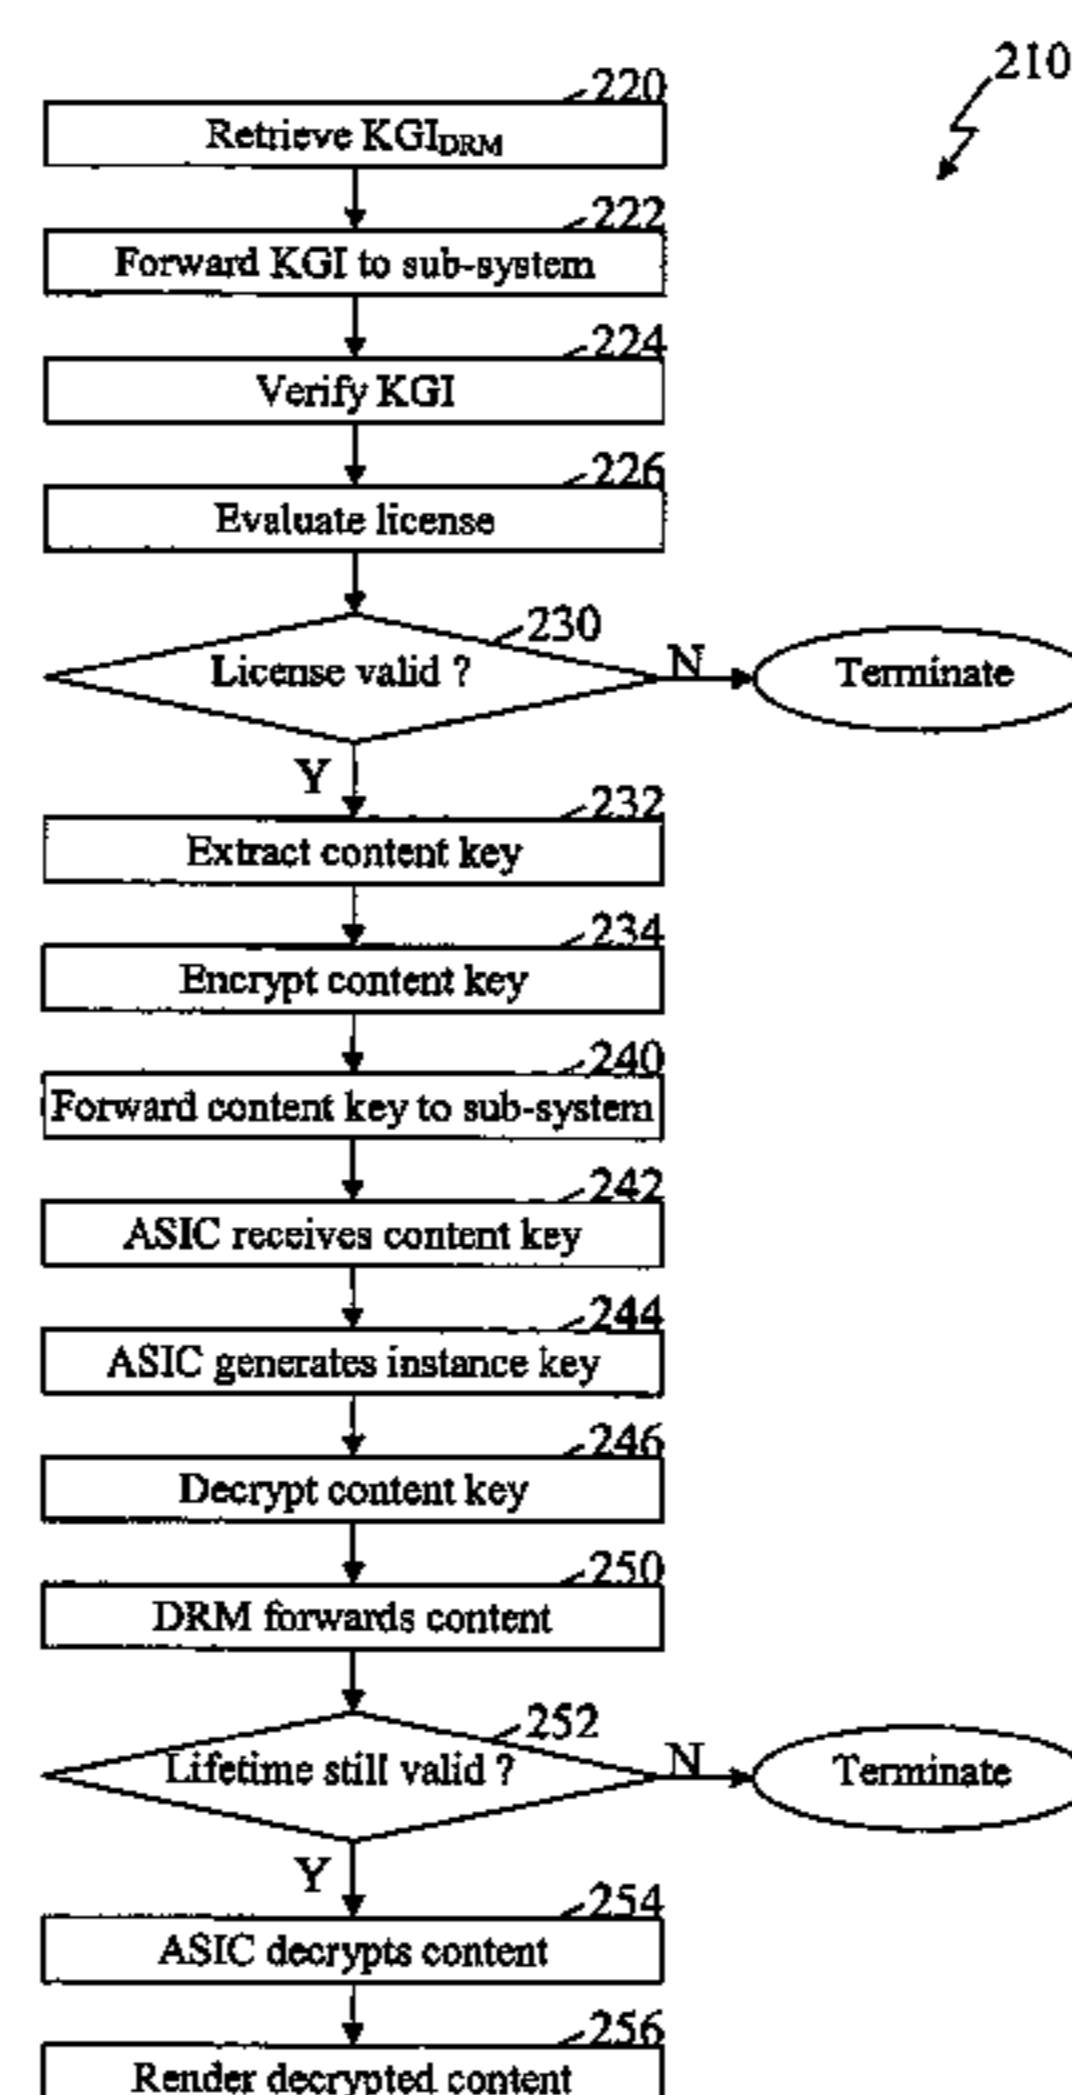 210
220
Retrieve KGIDRM
222
Forward KGI to sub-system
224
Verify KGI
226
Evaluate license
230
License valid ?
N
Terminate
Y
232
Extract content key
234
Encrypt content key
240
Forward content key to sub-system
242
ASIC receives content key
244
ASIC generates instance key
246
Decrypt content key
250
DRM forwards content
252
Lifetime still valid ?
N
Terminate
Y
254
ASIC decrypts content
256
Render decrypted content